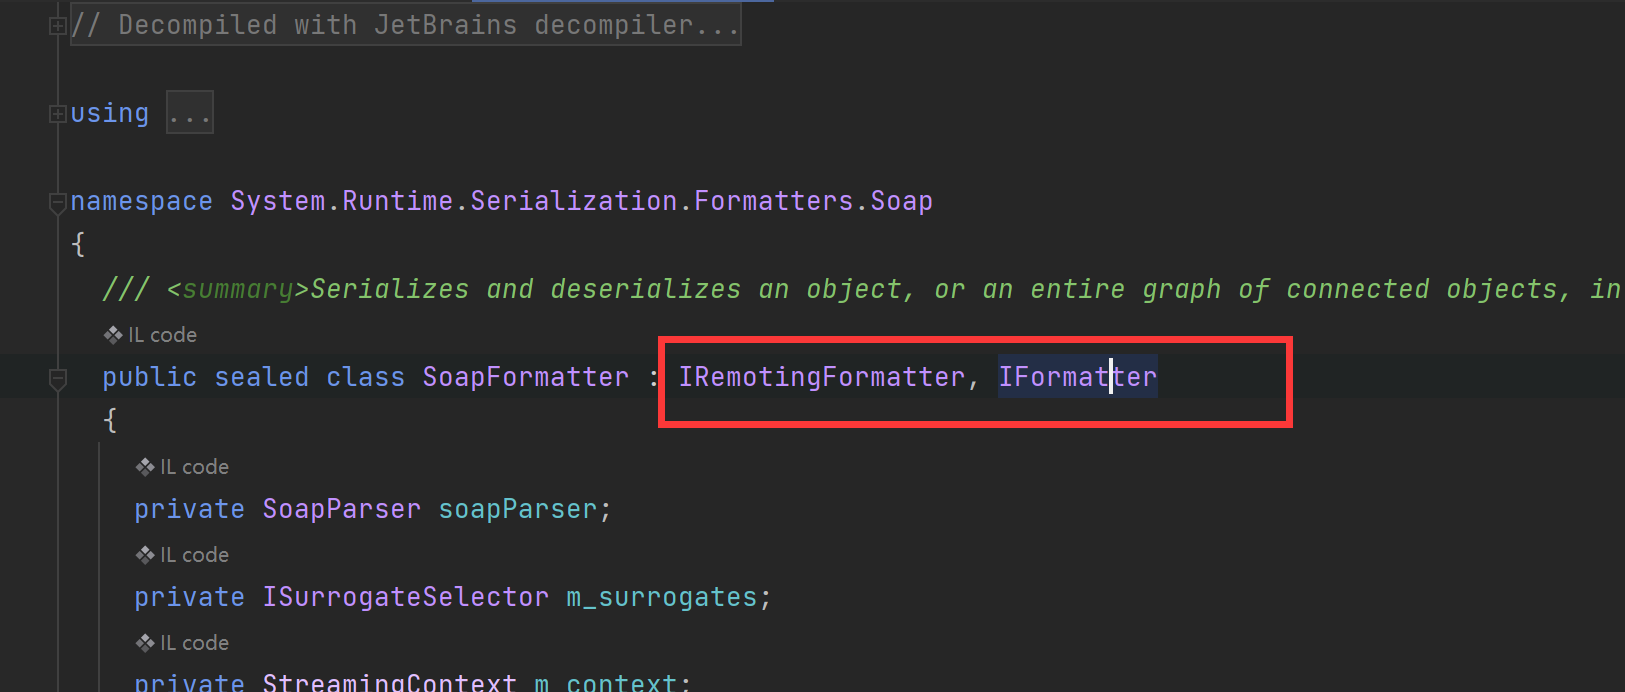 // Decompiled with JetBrains decompiler...
using ...
namespace System.Runtime.Serialization.Formatters.Soap
{
/// <summary>Serializes and deserializes an object, or an entire graph of connected objects, in
IL code
public sealed class SoapFormatter : IRemotingFormatter, IFormatter
{
IL code
private SoapParser soapParser;
IL code
private ISurrogateSelector m_surrogates;
IL code
private StreamingContext m_context;